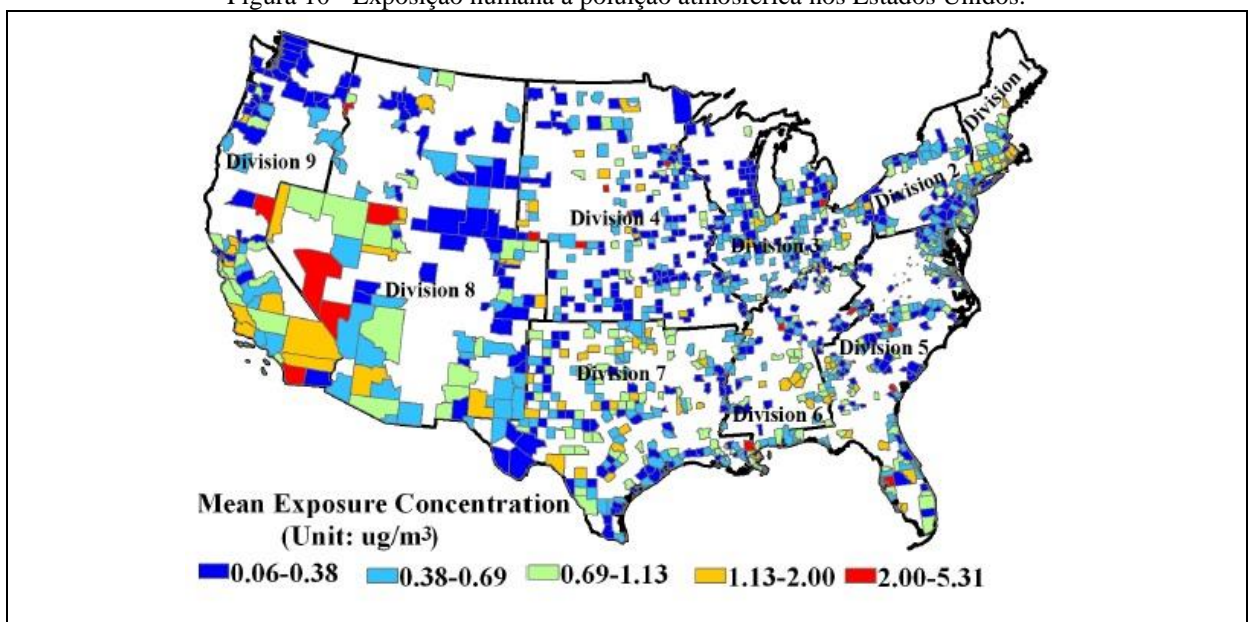 Figura 10 - Exposição humana à poluição atmosférica nos Estados Unidos.
Division 1
Division 9
Division 2
Division 4
Division 3
Division 8
Division 5
Division 7
Division 6
Mean Exposure Concentration
(Unit: ug/m³)
0.06-0.38 0.38-0.69 0.69-1.13 1.13-2.00 2.00-5.31